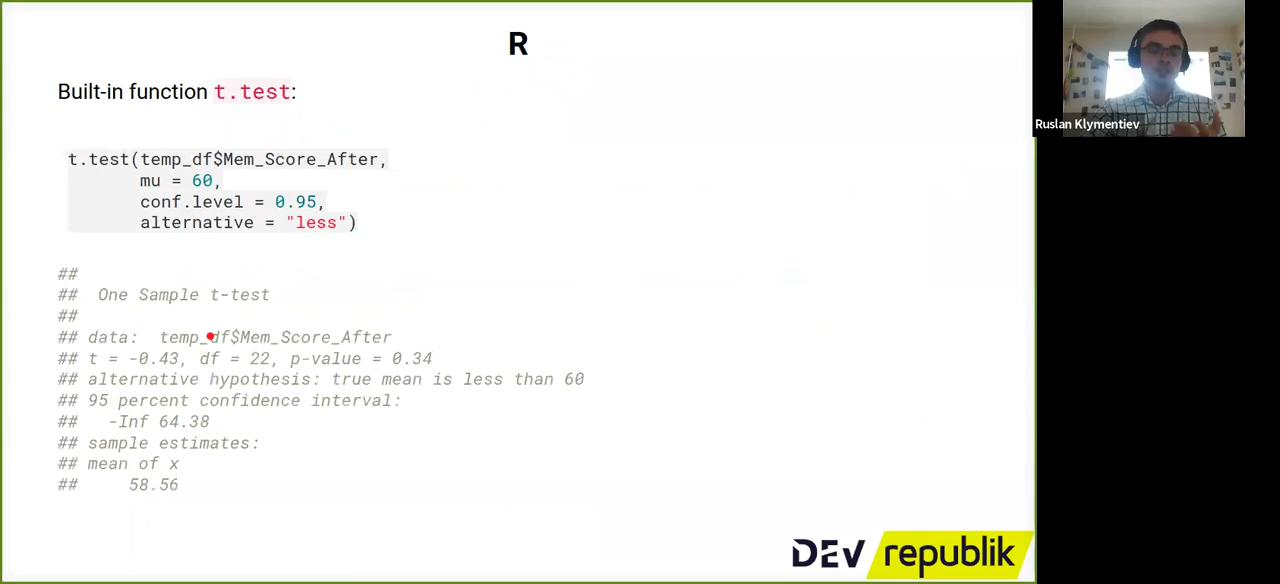 R
Built-in function t.test:
t.test(temp_df$Mem_Score_After,
mu = 60,
conf.level = 0.95,
alternative = "less")
##
## One Sample t-test
##
## data: temp_df$Mem_Score_After
## t = -0.43, df = 22, p-value = 0.34
## alternative hypothesis: true mean is less than 60
## 95 percent confidence interval:
## -Inf 64.38
## sample estimates:
## mean of x
## 58.56
DEV republik
Ruslan Klymentiev